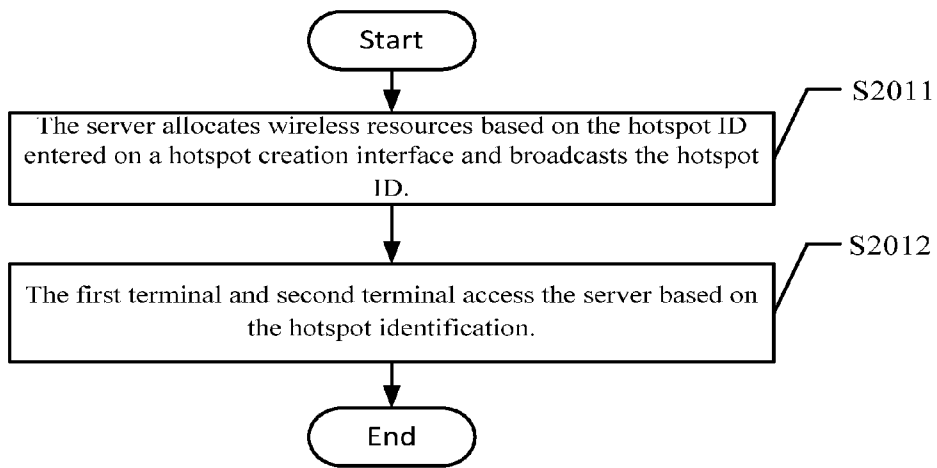 Start
S2011
The server allocates wireless resources based on the hotspot ID
entered on a hotspot creation interface and broadcasts the hotspot
ID.
S2012
The first terminal and second terminal access the server based on
the hotspot identification.
End